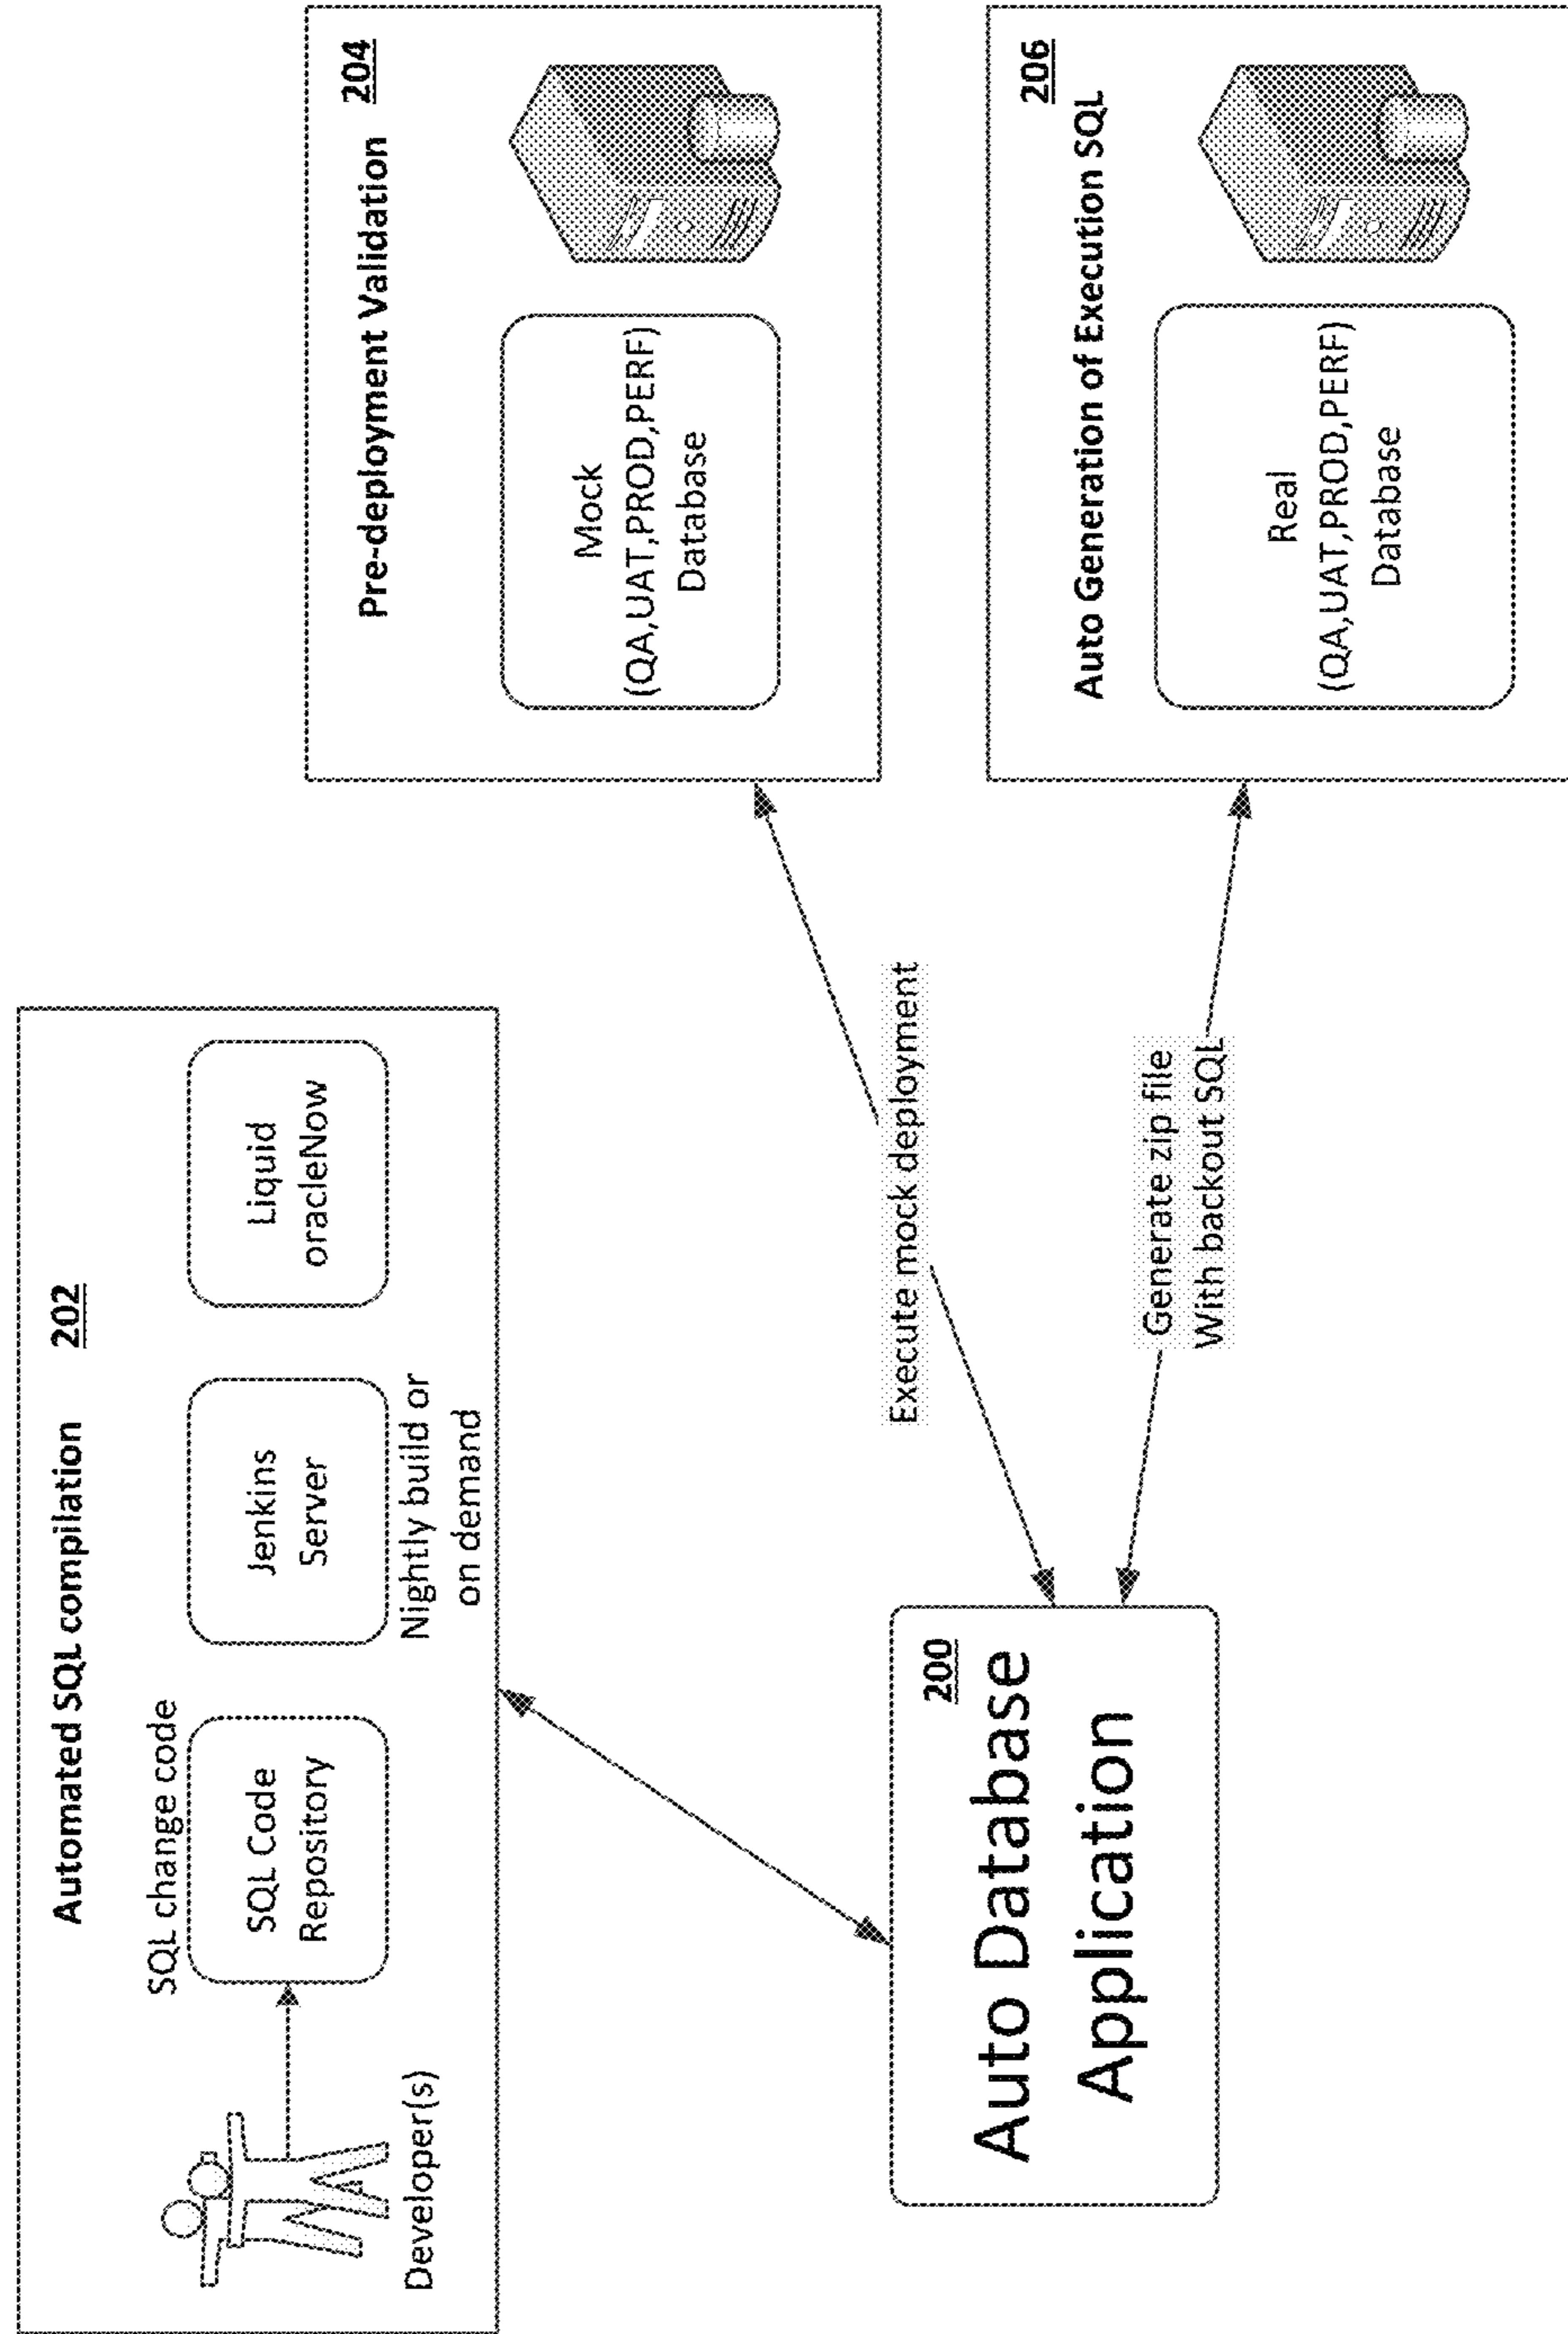 Automated SQL compilation 202
SQL change code
Developer(s)
SQL Code
Repository
Jenkins
Server
Nightly build or
on demand
Liquid
oracleNow
200
Auto Database
Application
Execute mock deployment
Generate zip file
With backout SQL
204
Pre-deployment Validation
Mock
(QA,UAT,PROD,PERF)
Database
206
Auto Generation of Execution SQL
Real
(QA,UAT,PROD,PERF)
Database